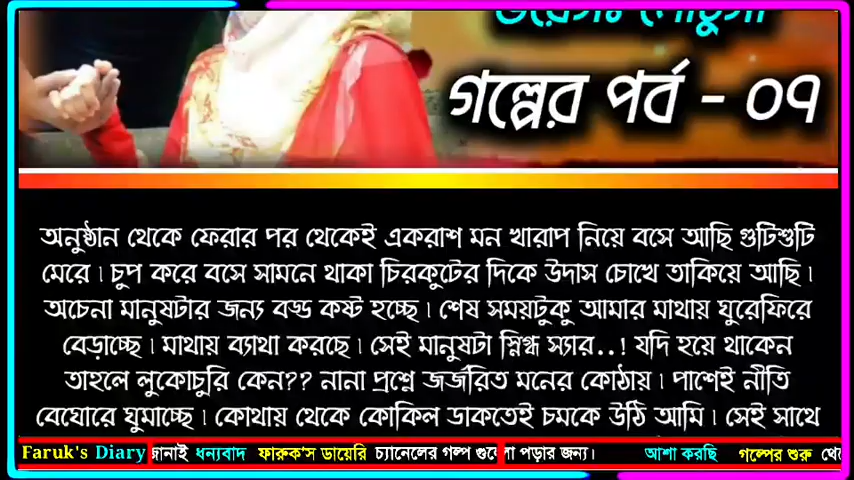 গল্পের পর্ব - ০৭
অনুষ্ঠান থেকে ফেরার পর থেকেই একরাশ মন খারাপ নিয়ে বসে আছি গুটিশুটি
মেরে। চুপ করে বসে সামনে থাকা চিরকুটের দিকে উদাস চোখে তাকিয়ে আছি।
অচেনা মানুষটার জন্য বড্ড কষ্ট হচ্ছে। শেষ সময়টুকু আমার মাথায় ঘুরেফিরে
বেড়াচ্ছে। মাথায় ব্যাথা করছে। সেই মানুষটা স্নিগ্ধ স্যার..! যদি হয়ে থাকেন
তাহলে লুকোচুরি কেন?? নানা প্রশ্নে জর্জরিত মনের কোঠায়। পাশেই নীতি
বেঘোরে ঘুমাচ্ছে। কোথায় থেকে কোকিল ডাকতেই চমকে উঠি আমি। সেই সাথে
Faruk's Diary জানাই ধন্যবাদ ফারুক'স ডায়েরি চ্যানেলের গল্প পড়ার জন্য। আশা করছি গল্পের শুরু থে